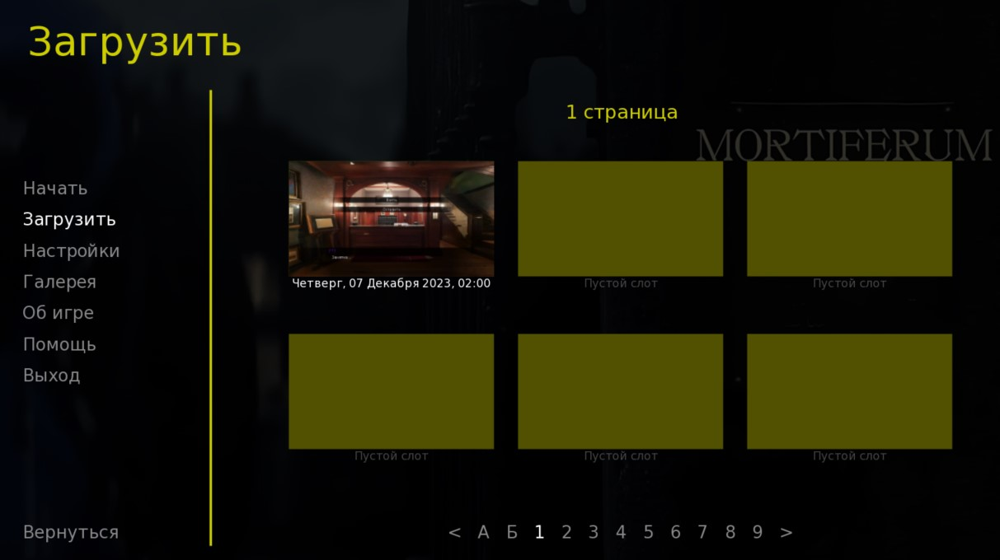 Загрузить
1 страница
MORTIFERUM
Начать
Загрузить
Настройки
Галерея
Об игре
Помощь
Выход
Четверг, 07 Декабря 2023, 02:00
Пустой слот
Пустой слот
Пустой слот
Пустой слот
Пустой слот
Вернуться
< А Б 1 2 3 4 5 6 7 8 9 >